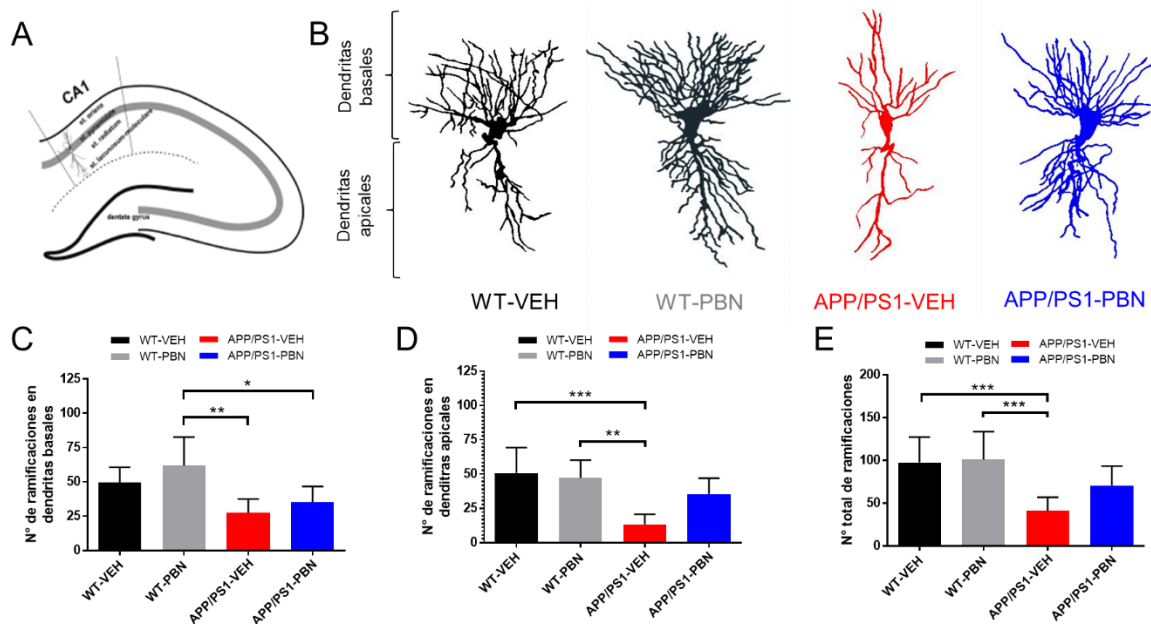 A
CA1
st. oriens
st. pyramidale
st. radiatum
st. lancunosum-moleculare
dentate gyrus
B
Dendritas
basales
Dendritas
apicales
WT-VEH
WT-PBN
APP/PS1-VEH
APP/PS1-PBN
C
WT-VEH
APP/PS1-VEH
WT-PBN
APP/PS1-PBN
N° de ramificaciones en
dendritas basales
125
100
75
50
25
0
*
**
WT-VEH
WT-PBN
APP/PS1-VEH
APP/PS1-PBN
D
WT-VEH
APP/PS1-VEH
WT-PBN
APP/PS1-PBN
N° de ramificaciones en
denditras apicales
125
100
75
50
25
0
***
**
WT-VEH
WT-PBN
APP/PS1-VEH
APP/PS1-PBN
E
WT-VEH
APP/PS1-VEH
WT-PBN
APP/PS1-PBN
N° total de ramificaciones
200
150
100
50
0
***
***
WT-VEH
WT-PBN
APP/PS1-VEH
APP/PS1-PBN